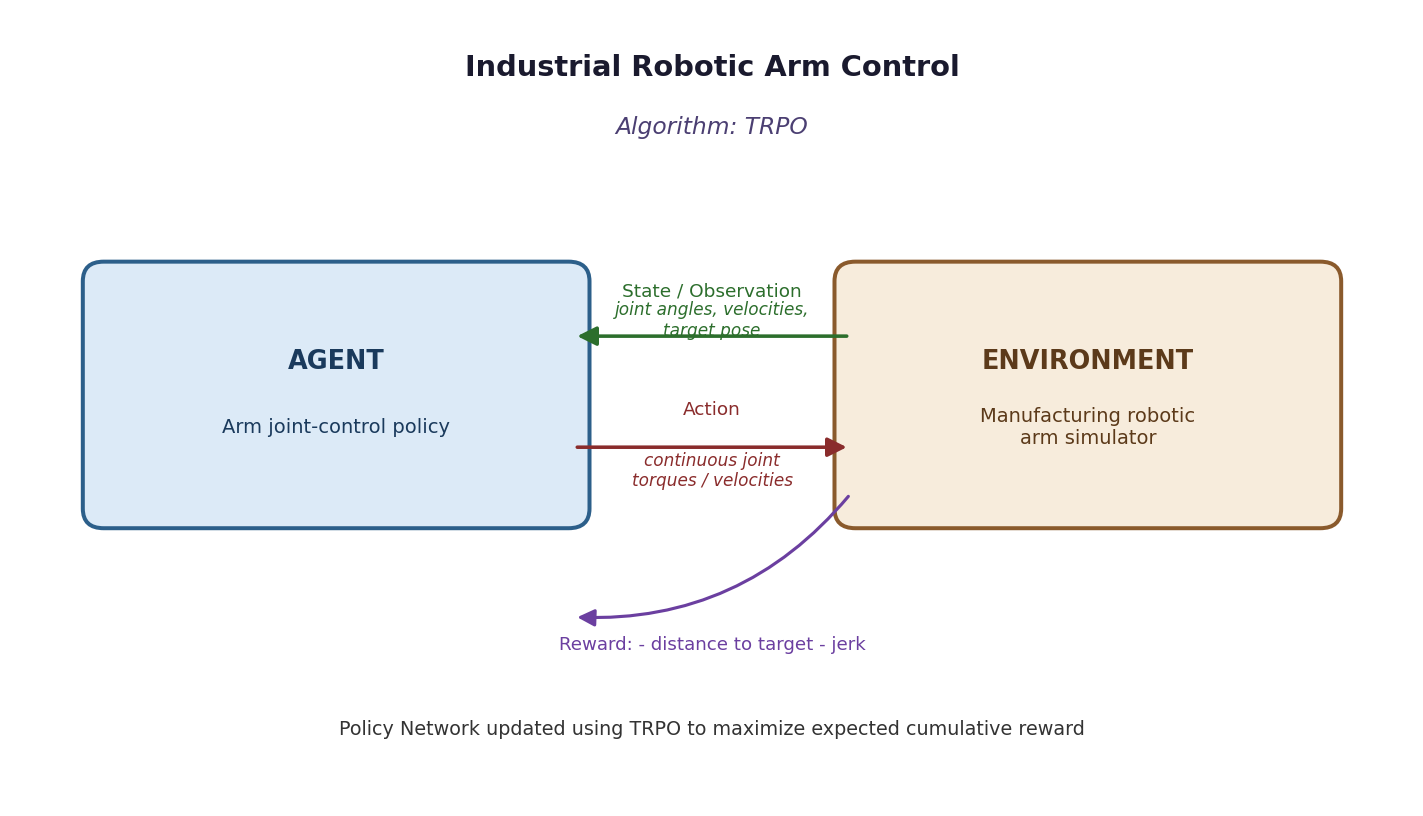 Industrial Robotic Arm Control
Algorithm: TRPO
State / Observation
joint angles, velocities,
target pose
AGENT
Arm joint-control policy
Action
continuous joint
torques / velocities
ENVIRONMENT
Manufacturing robotic
arm simulator
Reward: - distance to target - jerk
Policy Network updated using TRPO to maximize expected cumulative reward